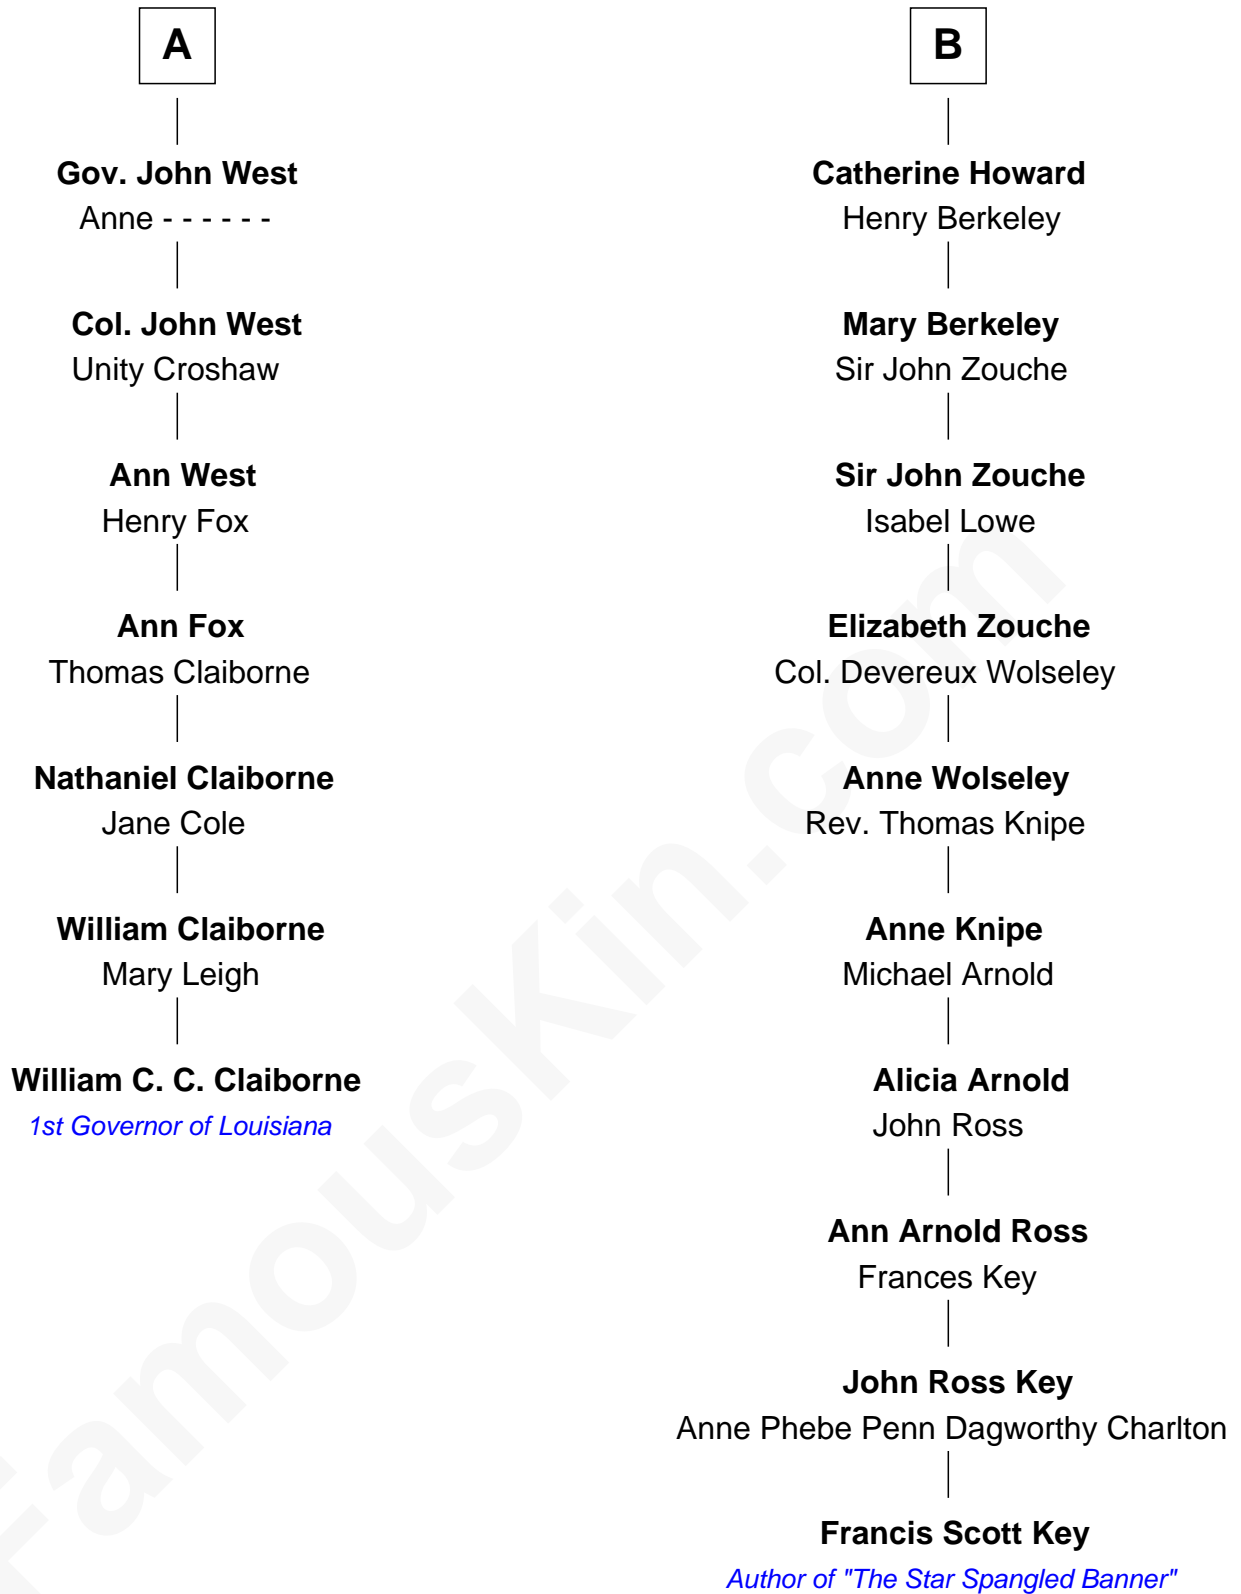 A
Gov. John West
Anne - - - - - -
Col. John West
Unity Croshaw
Ann West
Henry Fox
Ann Fox
Thomas Claiborne
Nathaniel Claiborne
Jane Cole
William Claiborne
Mary Leigh
William C. C. Claiborne
1st Governor of Louisiana
B
Catherine Howard
Henry Berkeley
Mary Berkeley
Sir John Zouche
Sir John Zouche
Isabel Lowe
Elizabeth Zouche
Col. Devereux Wolseley
Anne Wolseley
Rev. Thomas Knipe
Anne Knipe
Michael Arnold
Alicia Arnold
John Ross
Ann Arnold Ross
Frances Key
John Ross Key
Anne Phebe Penn Dagworthy Charlton
Francis Scott Key
Author of "The Star Spangled Banner"
FamousKin.com